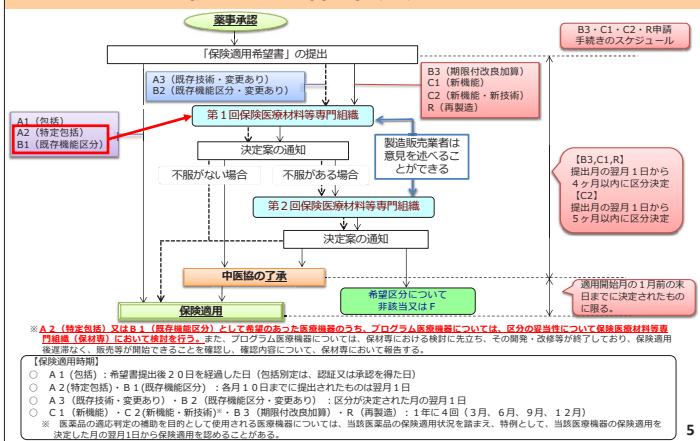 薬事承認
「保険適用希望書」の提出
B3・C1・C2・R申請
手続きのスケジュール
A3（既存技術・変更あり）
B2（既存機能区分・変更あり）
B3（期限付改良加算）
C1（新機能）
C2（新機能・新技術）
R（再製造）
A1（包括）
A2（特定包括）
B1（既存機能区分）
第１回保険医療材料等専門組織
決定案の通知
製造販売業者は
意見を述べるこ
とができる
不服がない場合
不服がある場合
第２回保険医療材料等専門組織
決定案の通知
【B3,C1,R】
提出月の翌月１日から
４ヶ月以内に区分決定
【C2】
提出月の翌月１日から
５ヶ月以内に区分決定
中医協の了承
保険適用
希望区分について
非該当又はＦ
適用開始月の１月前の末
日までに決定されたもの
に限る。
※Ａ２（特定包括）又はＢ１（既存機能区分）として希望のあった医療機器のうち、プログラム医療機器については、区分の妥当性について保険医療材料等専
門組織（保材専）において検討を行う。また、プログラム医療機器については、保材専における検討に先立ち、その開発・改修等が終了しており、保険適用
後遅滞なく、販売等が開始できることを確認し、確認内容について、保材専において報告する。
【保険適用時期】
○ Ａ１(包括)：希望書提出後２０日を経過した日（包括別定は、認証又は承認を得た日）
○ Ａ２(特定包括)・Ｂ１(既存機能区分)：各月１０日までに提出されたものは翌月１日
○ Ａ３（既存技術・変更あり）・Ｂ２（既存機能区分・変更あり）：区分が決定された月の翌月１日
○ Ｃ１（新機能）・Ｃ２(新機能・新技術)※・Ｂ３（期限付改良加算）・Ｒ（再製造）：１年に４回（３月、６月、９月、１２月）
※ 医薬品の適応判定の補助を目的として使用される医療機器については、当該医薬品の保険適用状況を踏まえ、特例として、当該医療機器の保険適用を
決定した月の翌月１日から保険適用を認めることがある。
5